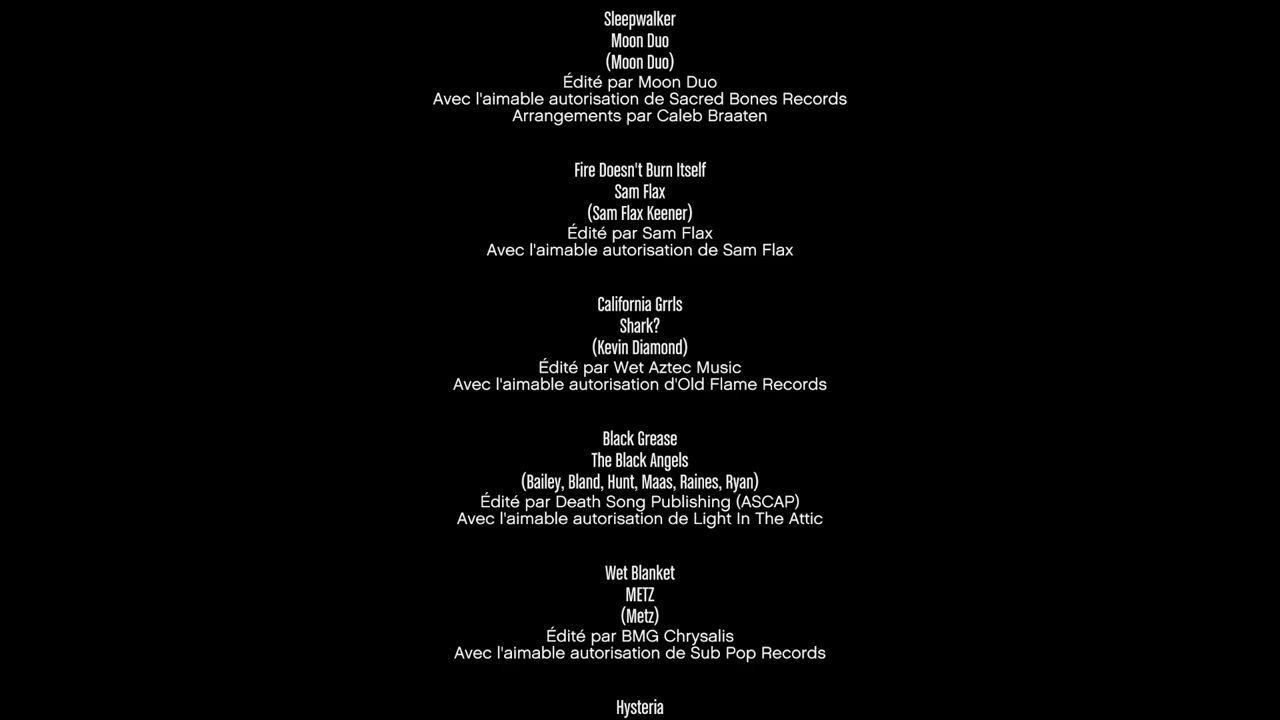 Sleepwalker
Moon Duo
(Moon Duo)
Édité par Moon Duo
Avec l'aimable autorisation de Sacred Bones Records
Arrangements par Caleb Braaten
Fire Doesn't Burn Itself
Sam Flax
(Sam Flax Keener)
Édité par Sam Flax
Avec l'aimable autorisation de Sam Flax
California Grrls
Shark?
(Kevin Diamond)
Édité par Wet Aztec Music
Avec l'aimable autorisation d'Old Flame Records
Black Grease
The Black Angels
(Bailey, Bland, Hunt, Maas, Raines, Ryan)
Édité par Death Song Publishing (ASCAP)
Avec l'aimable autorisation de Light In The Attic
Wet Blanket
METZ
(Metz)
Édité par BMG Chrysalis
Avec l'aimable autorisation de Sub Pop Records
Hysteria